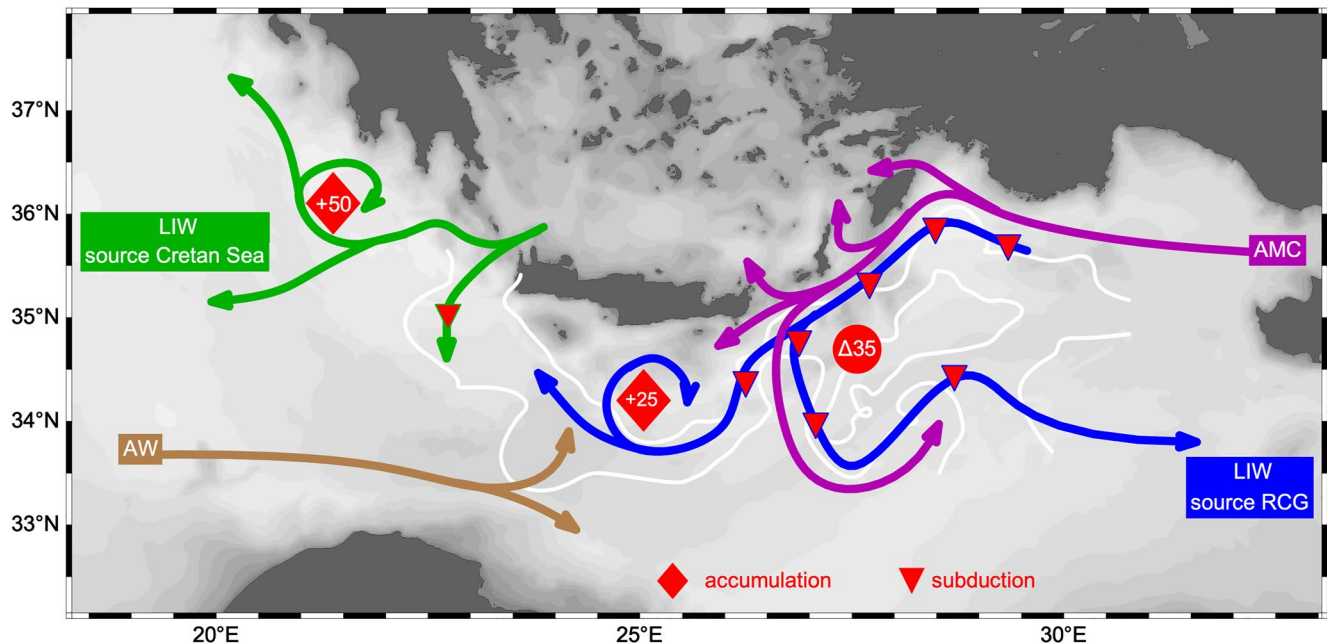 37°N
36°N
35°N
34°N
33°N
+50
LIW
source Cretan Sea
AMC
Δ35
+25
AW
LIW
source RCG
accumulation
subduction
20°E
25°E
30°E